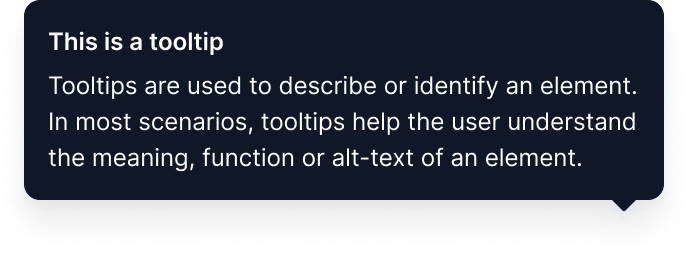 This is a tooltip
Tooltips are used to describe or identify an element.
In most scenarios, tooltips help the user understand
the meaning, function or alt-text of an element.